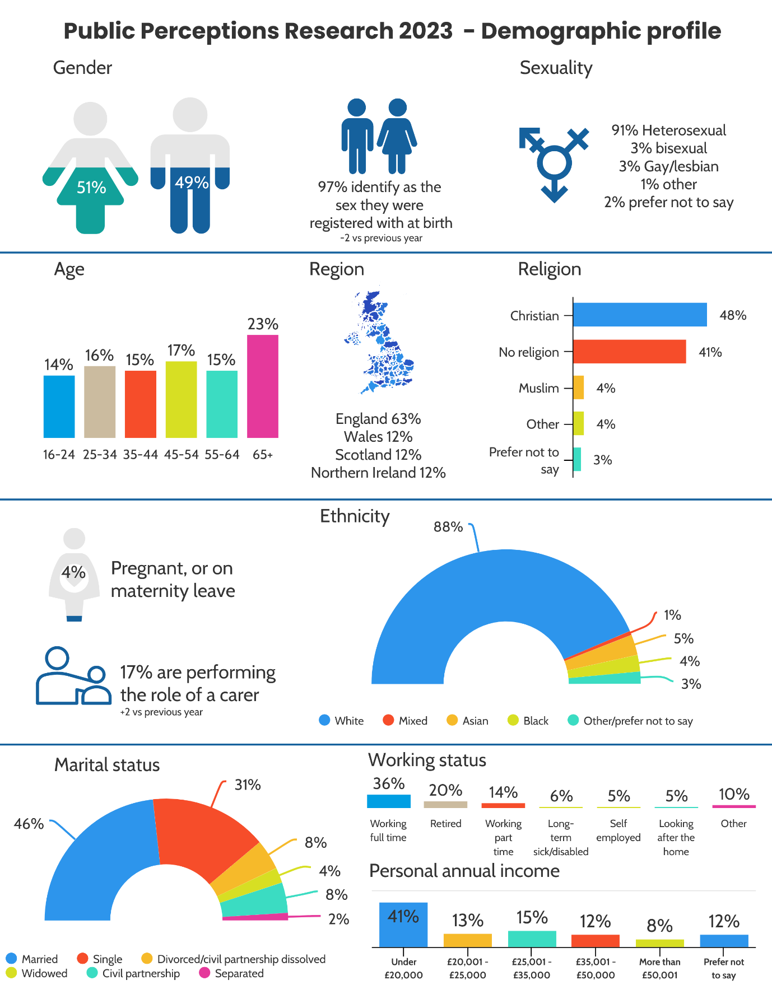 Public Perceptions Research 2023 – Demographic profile
Gender
51%
49%
97% identify as the
sex they were
registered with at birth
-2 vs previous year
Sexuality
91% Heterosexual
3% bisexual
3% Gay/lesbian
1% other
2% prefer not to say
Age
14%
16%
15%
17%
15%
23%
16-24
25-34
35-44
45-54
55-64
65+
Region
England 63%
Wales 12%
Scotland 12%
Northern Ireland 12%
Religion
Christian
48%
No religion
41%
Muslim
4%
Other
4%
Prefer not to
say
3%
4%
Pregnant, or on
maternity leave
17% are performing
the role of a carer
+2 vs previous year
Ethnicity
88%
1%
5%
4%
3%
White
Mixed
Asian
Black
Other/prefer not to say
Marital status
46%
31%
8%
4%
8%
2%
Married
Single
Divorced/civil partnership dissolved
Widowed
Civil partnership
Separated
Working status
36%
20%
14%
6%
5%
5%
10%
Working
full time
Retired
Working
part
time
Long-
term
sick/disabled
Self
employed
Looking
after the
home
Other
Personal annual income
41%
13%
15%
12%
8%
12%
Under
£20,000
£20,001 -
£25,000
£25,001 -
£35,000
£35,001 -
£50,000
More than
£50,001
Prefer not
to say